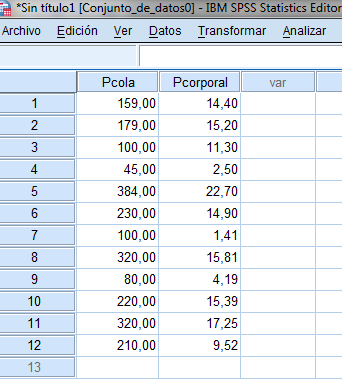 *Sin título1 [Conjunto_de_datos0] - IBM SPSS Statistics Editor
Archivo Edición Ver Datos Transformar Analizar
Pcola Pcorporal var
1 159,00 14,40
2 179,00 15,20
3 100,00 11,30
4 45,00 2,50
5 384,00 22,70
6 230,00 14,90
7 100,00 1,41
8 320,00 15,81
9 80,00 4,19
10 220,00 15,39
11 320,00 17,25
12 210,00 9,52
13